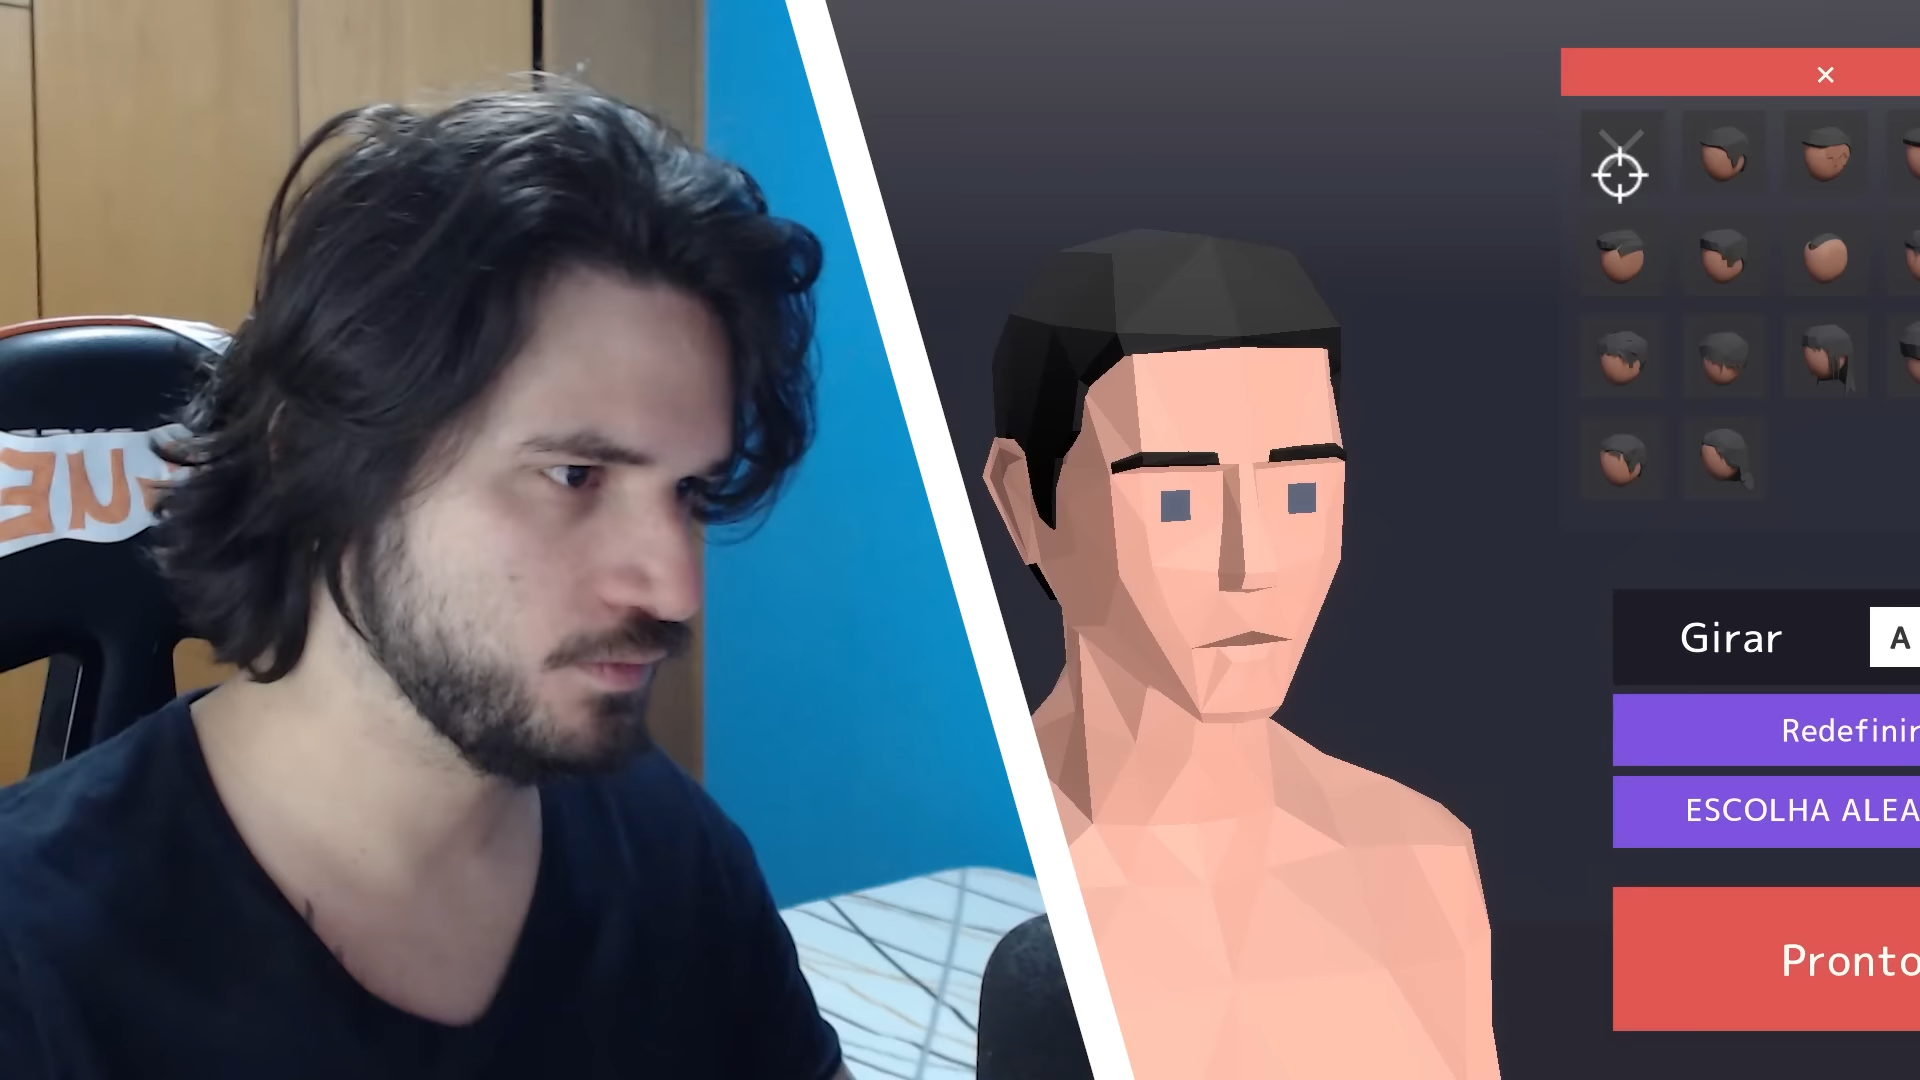 ×
Girar
A
Redefinir
ESCOLHA ALEA
Pronto